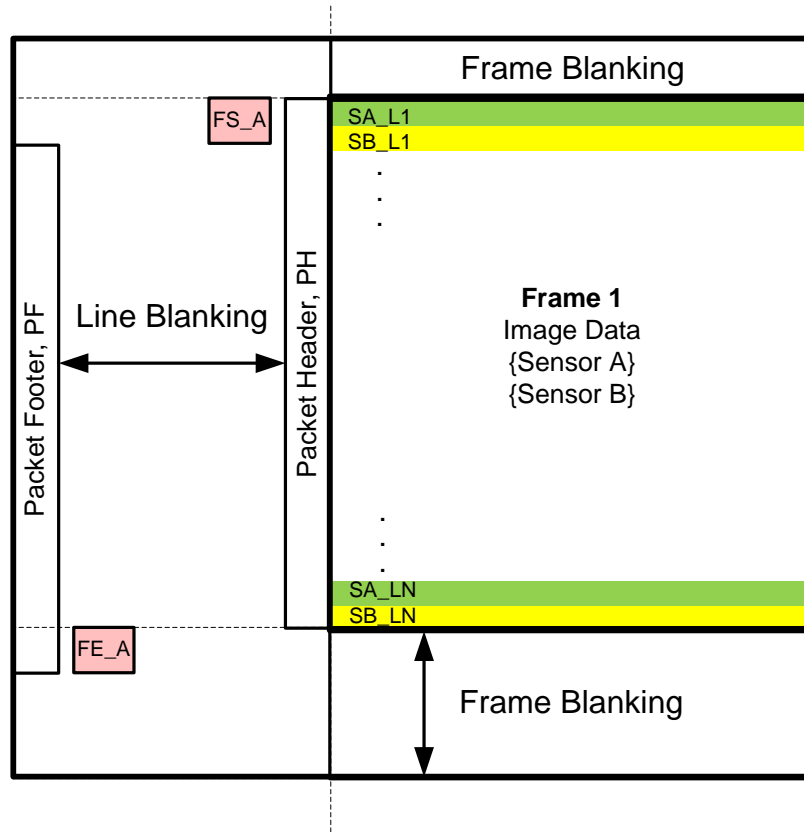 Frame Blanking
FS_A
SA_L1
SB_L1
.
.
.
Packet Footer, PF
Line Blanking
Packet Header, PH
Frame 1
Image Data
{Sensor A}
{Sensor B}
.
.
.
SA_LN
SB_LN
FE_A
Frame Blanking